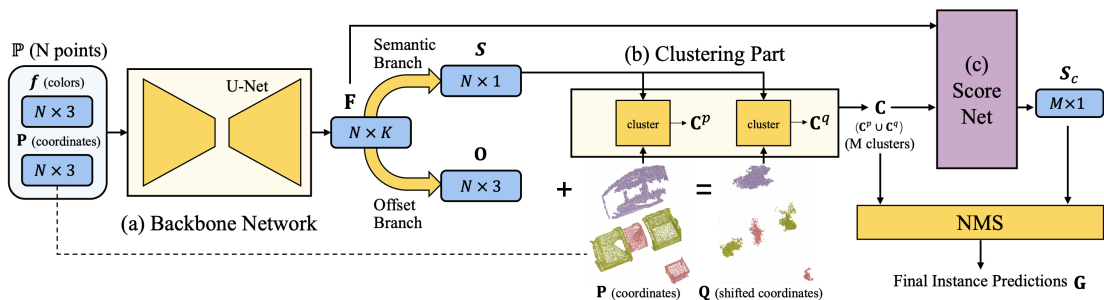 ℙ (N points)
f (colors)
N × 3
P (coordinates)
N × 3
U-Net
(a) Backbone Network
F
N × K
Semantic
Branch
S
N × 1
O
N × 3
Offset
Branch
(b) Clustering Part
cluster
C^p
cluster
C^q
+
=
P (coordinates)
Q (shifted coordinates)
C
(C^p ∪ C^q)
(M clusters)
(c)
Score
Net
S_c
M×1
NMS
Final Instance Predictions G